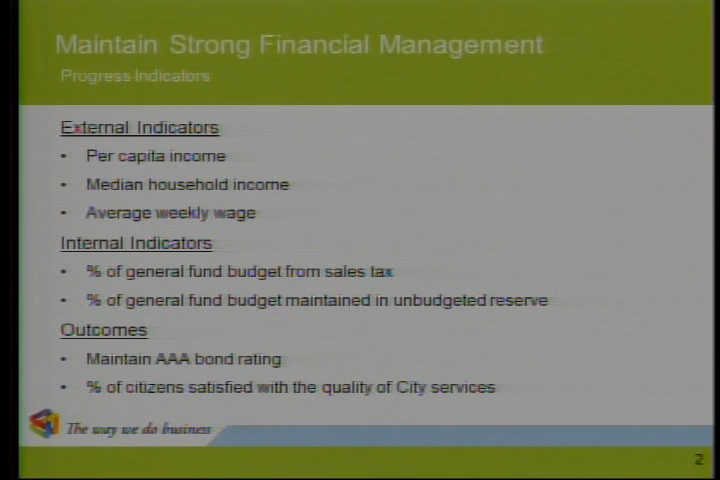 Maintain Strong Financial Management
Progress Indicators
External Indicators
• Per capita income
• Median household income
• Average weekly wage
Internal Indicators
• % of general fund budget from sales tax
• % of general fund budget maintained in unbudgeted reserve
Outcomes
• Maintain AAA bond rating
• % of citizens satisfied with the quality of City services
The way we do business
2